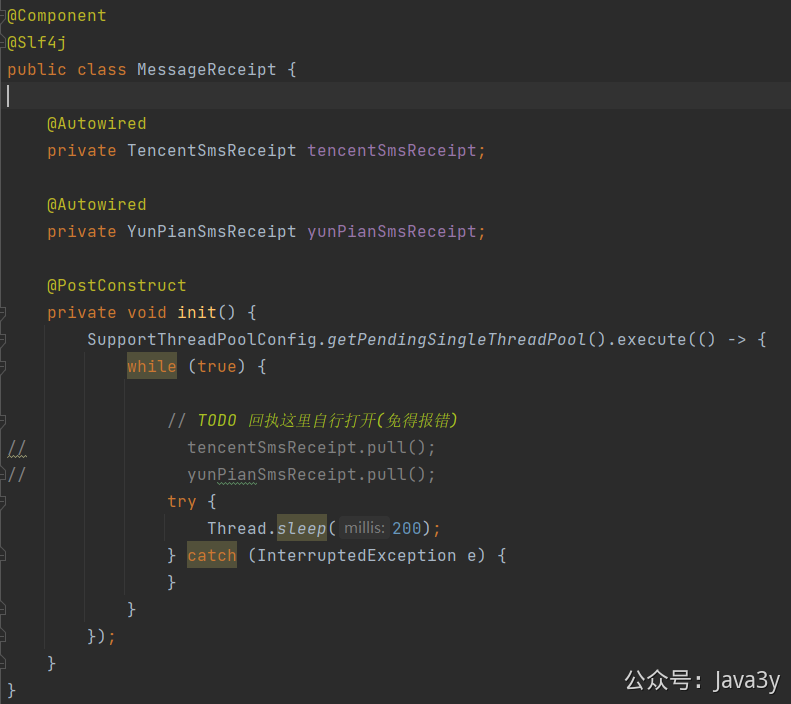 @Component
@Slf4j
public class MessageReceipt {
    @Autowired
    private TencentSmsReceipt tencentSmsReceipt;
    @Autowired
    private YunPianSmsReceipt yunPianSmsReceipt;
    @PostConstruct
    private void init() {
        SupportThreadPoolConfig.getPendingSingleThreadPool().execute(() -> {
            while (true) {
                // TODO 回执这里自行打开(免得报错)
//                tencentSmsReceipt.pull();
//                yunPianSmsReceipt.pull();
                try {
                    Thread.sleep( millis: 200);
                } catch (InterruptedException e) {
                }
            }
        });
    }
}
公众号：Java3y